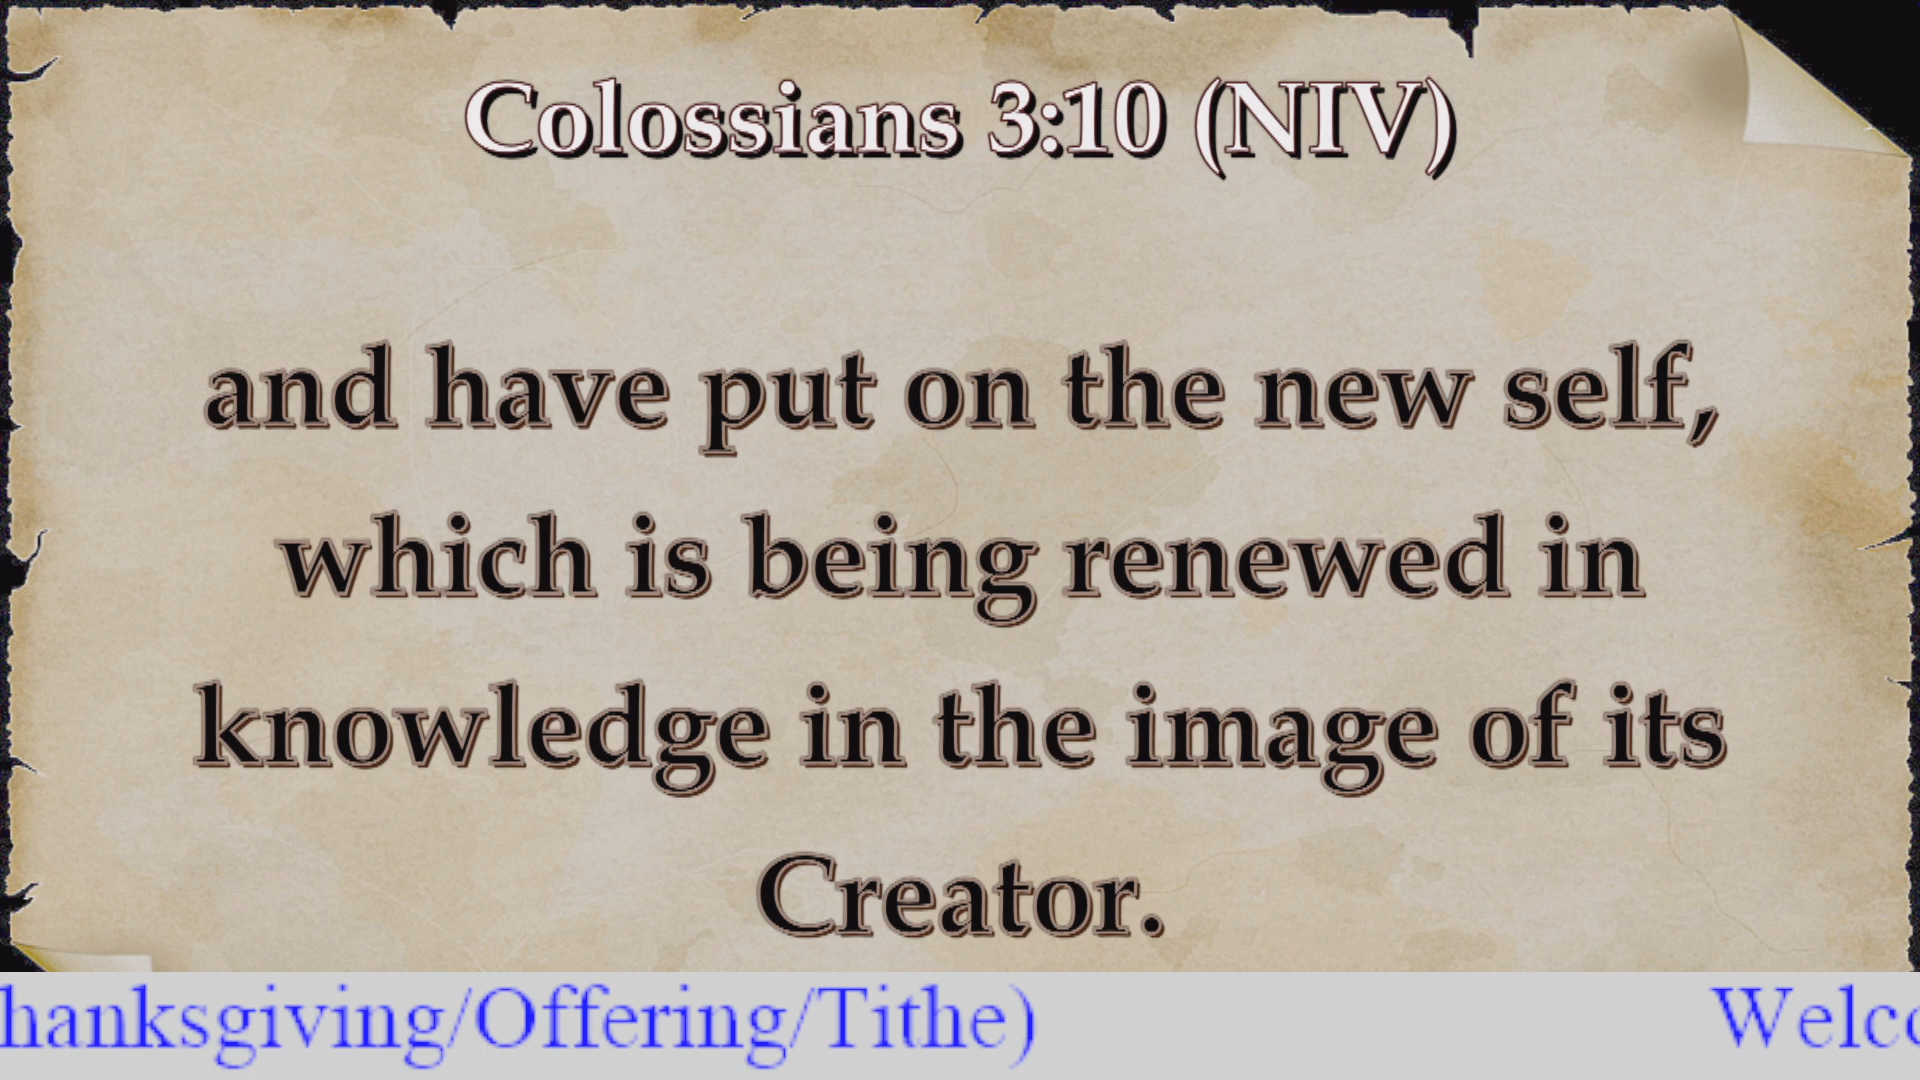 Colossians 3:10 (NIV)
and have put on the new self,
which is being renewed in
knowledge in the image of its
Creator.
hanksgiving/Offering/Tithe) Welco